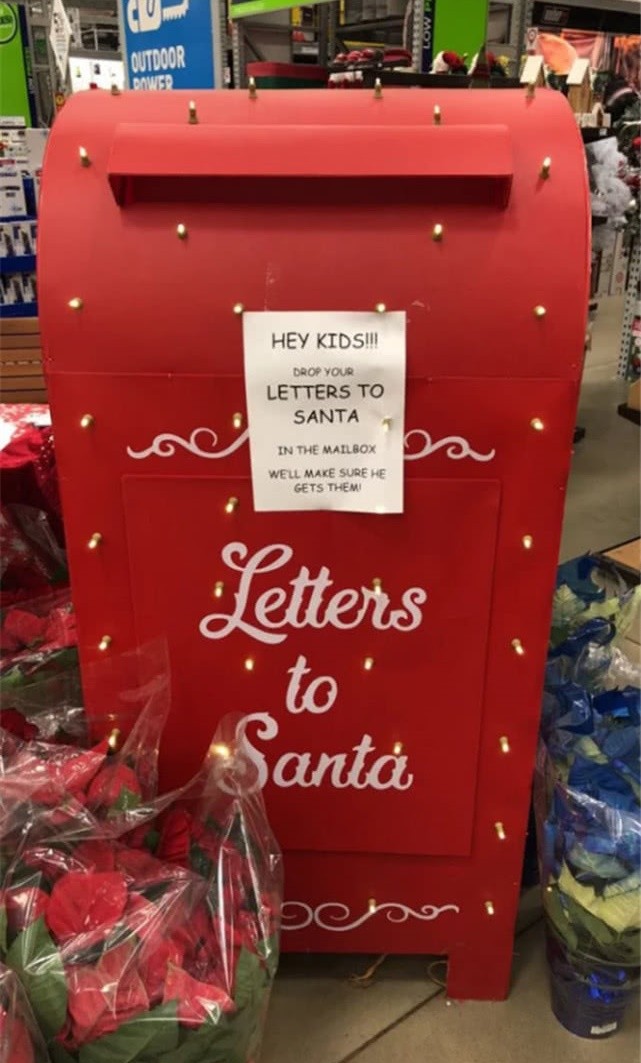 OUTDOOR
POWER
LOW
HEY KIDS!!!
DROP YOUR
LETTERS TO
SANTA
IN THE MAILBOX
WE'LL MAKE SURE HE
GETS THEM!
Letters
to
Santa